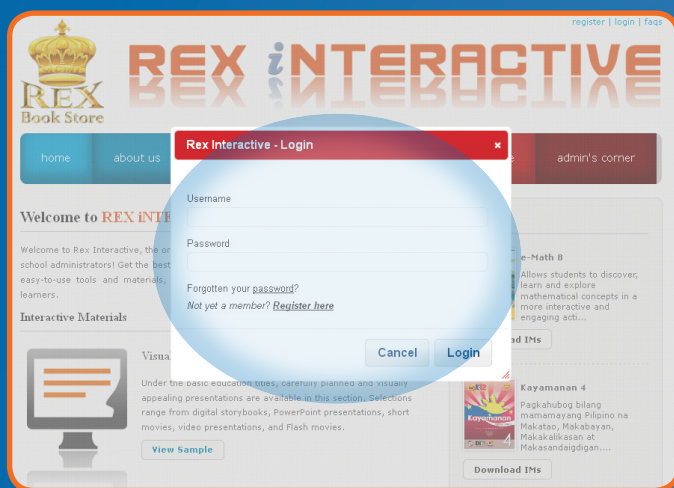 register | login | faqs
REX
Book Store
REX iNTERACTIVE
home
about us
admin's corner
Rex Interactive - Login
Username
Password
Forgotten your password?
Not yet a member? Register here
Cancel
Login
Welcome to REX iNTE
Welcome to Rex Interactive, the
school administrators! Get the best
easy-to-use tools and materials,
learners.
Interactive Materials
Visua
Under the basic education titles, carefully planned and visually
appealing presentations are available in this section. Selections
range from digital storybooks, PowerPoint presentations, short
movies, video presentations, and Flash movies.
View Sample
e-Math 8
Allows students to discover,
learn and explore
mathematical concepts in a
more interactive and
engaging acti...
ad IMs
Kayamanan 4
Pagkahubog bilang
mamamayang Pilipino na
Makatao, Makabayan,
Makakalikasan at
Makasandaigdigan....
Kayamanan
4
Download IMs